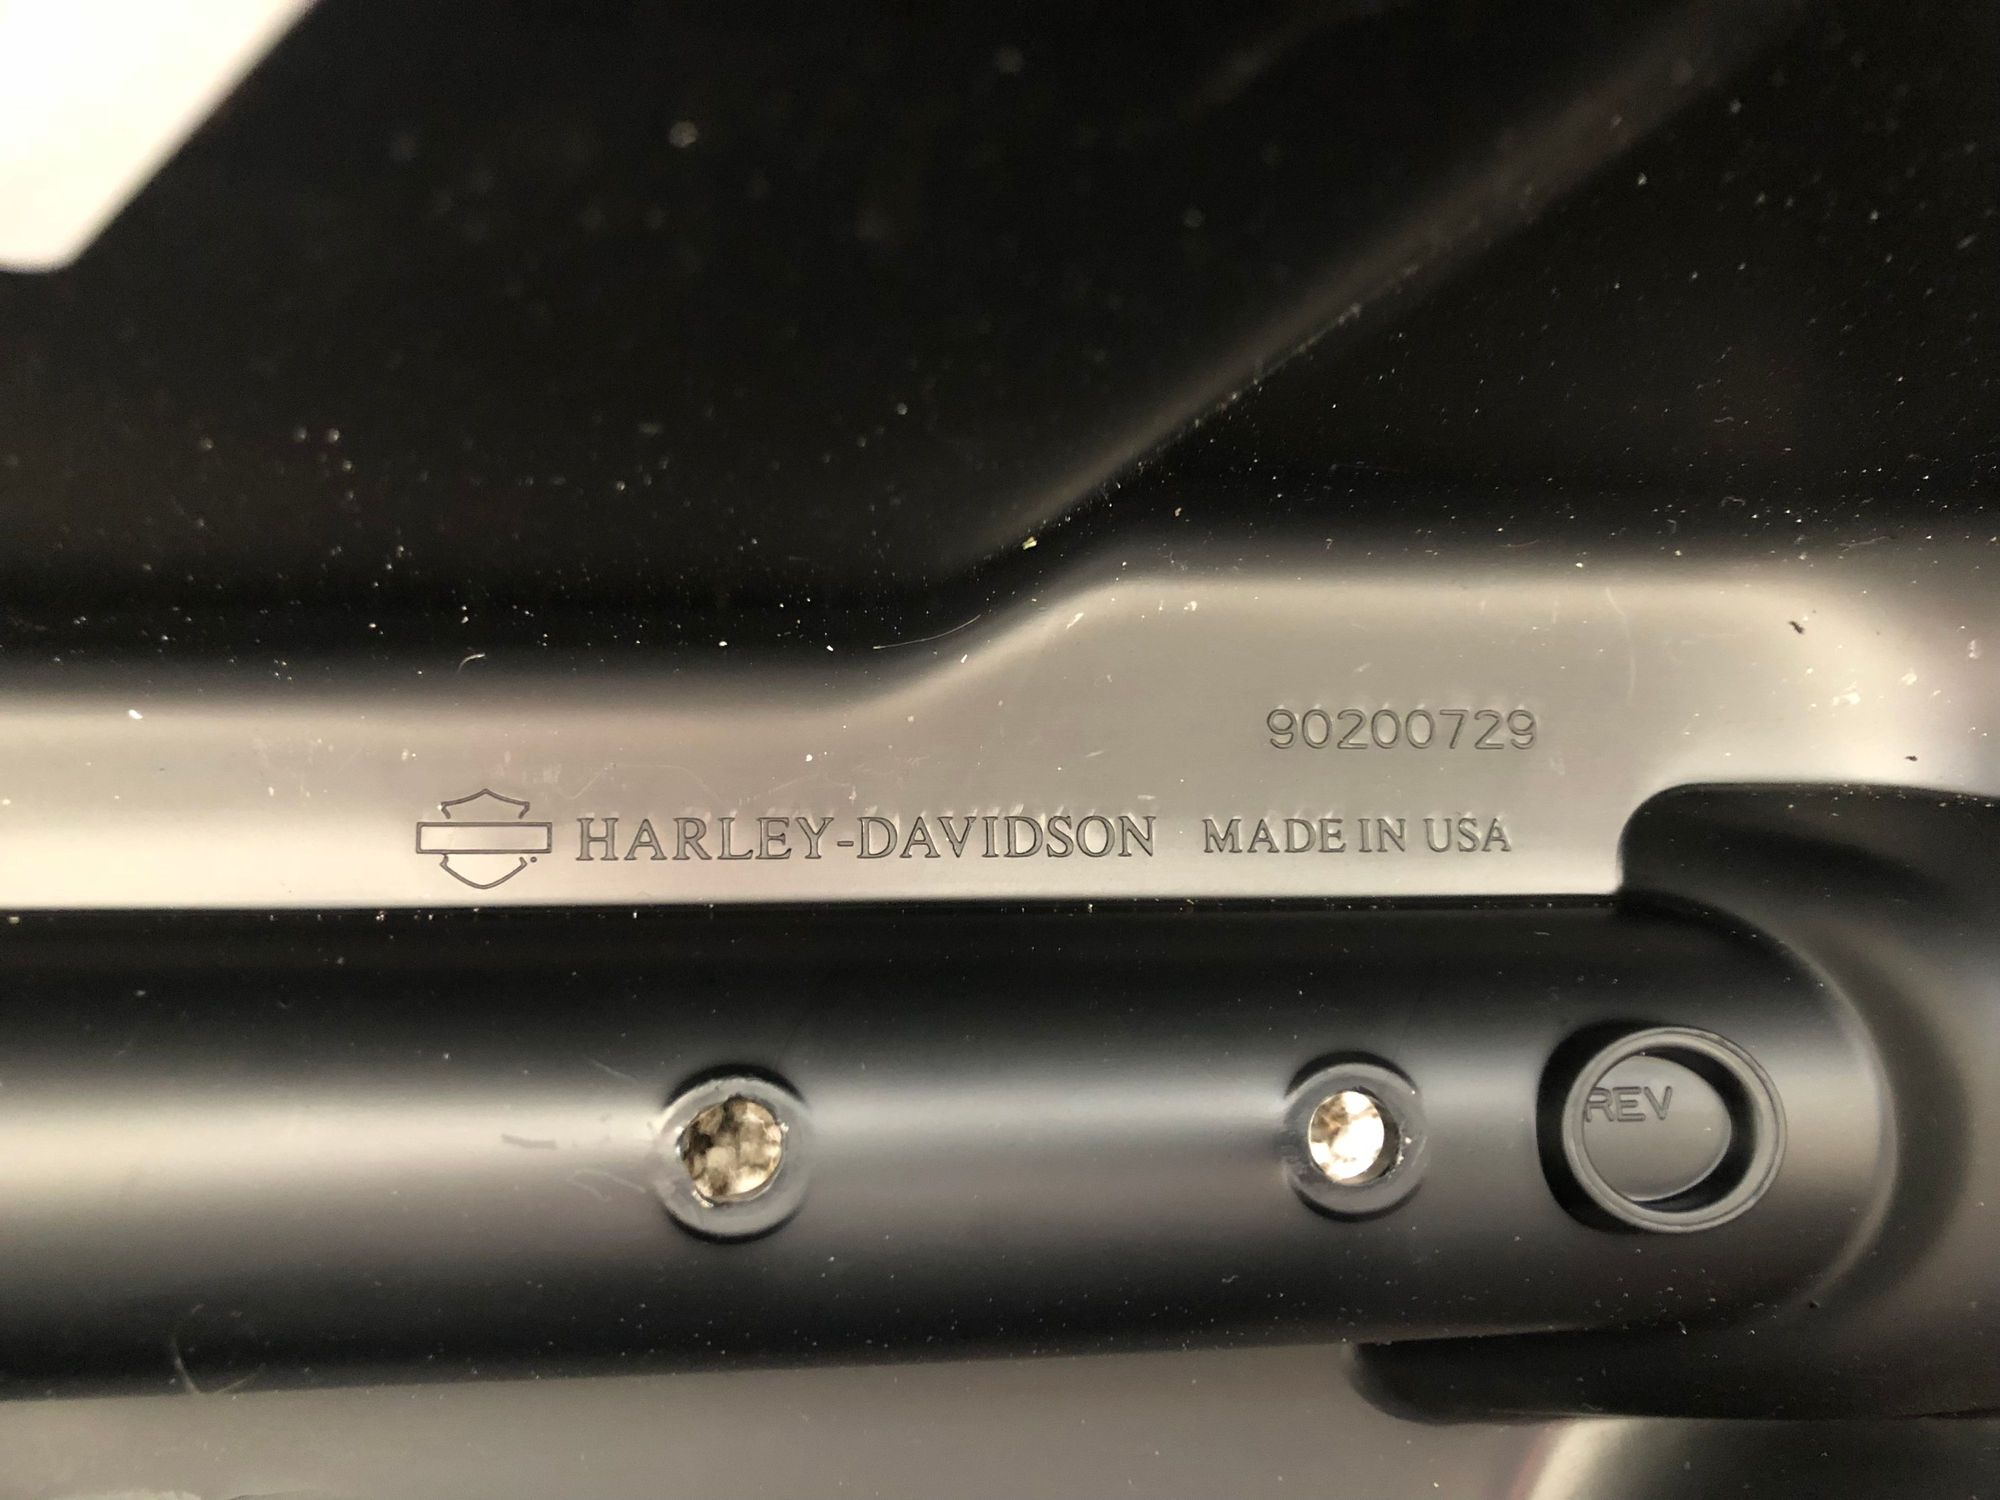 90200729
HARLEY-DAVIDSON MADE IN USA
REV